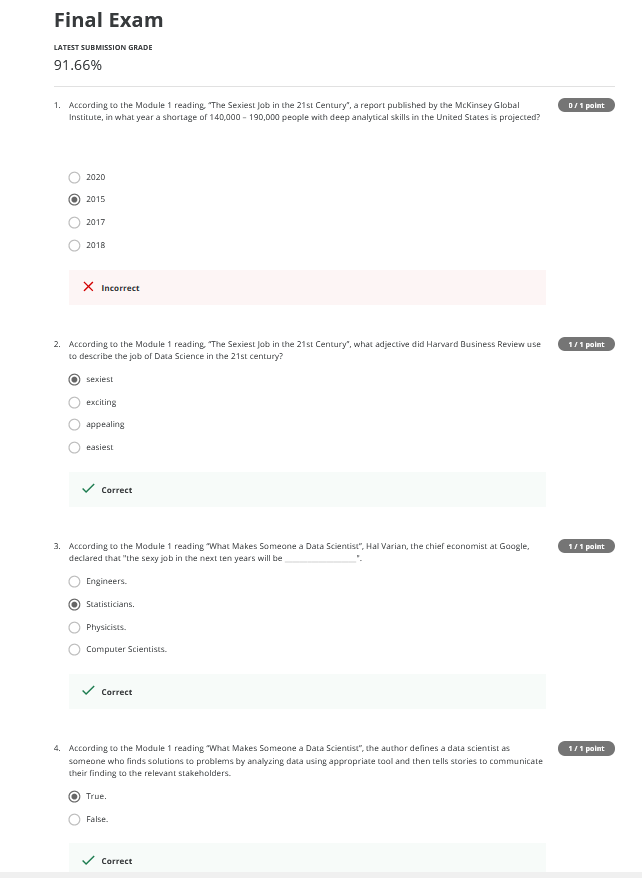 Final Exam
LATEST SUBMISSION GRADE
91.66%
1. According to the Module 1 reading, “The Sexiest Job in the 21st Century”, a report published by the McKinsey Global 0 / 1 point
Institute, in what year a shortage of 140,000 – 190,000 people with deep analytical skills in the United States is projected?
2020
2015
2017
2018
Incorrect
2. According to the Module 1 reading, “The Sexiest Job in the 21st Century”, what adjective did Harvard Business Review use 1 / 1 point
to describe the job of Data Science in the 21st century?
sexiest
exciting
appealing
easiest
Correct
3. According to the Module 1 reading “What Makes Someone a Data Scientist”, Hal Varian, the chief economist at Google, 1 / 1 point
declared that "the sexy job in the next ten years will be __________________".
Engineers.
Statisticians.
Physicists.
Computer Scientists.
Correct
4. According to the Module 1 reading “What Makes Someone a Data Scientist”, the author defines a data scientist as 1 / 1 point
someone who finds solutions to problems by analyzing data using appropriate tool and then tells stories to communicate
their finding to the relevant stakeholders.
True.
False.
Correct